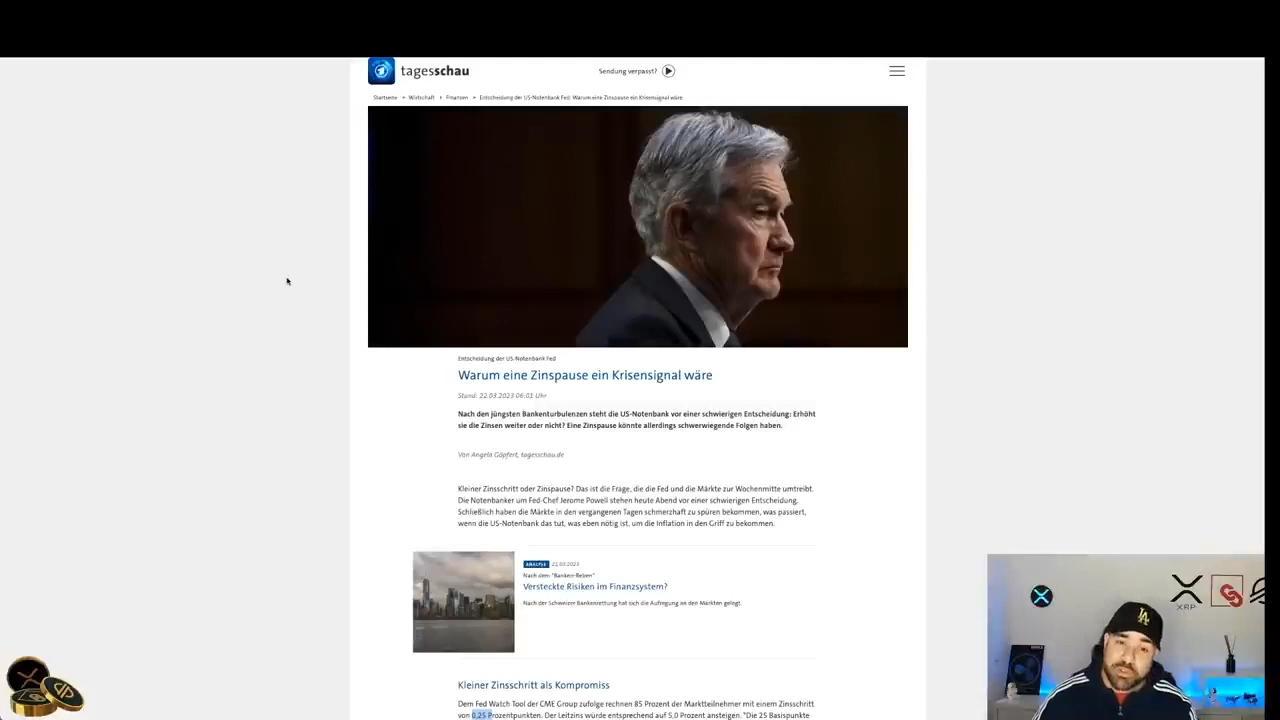 tagesschau
Sendung verpasst?
Startseite ▸ Wirtschaft ▸ Finanzen ▸ Entscheidung der US-Notenbank Fed: Warum eine Zinspause ein Krisensignal wäre
Entscheidung der US-Notenbank Fed
Warum eine Zinspause ein Krisensignal wäre
Stand: 22.03.2023 06:01 Uhr
Nach den jüngsten Bankenturbulenzen steht die US-Notenbank vor einer schwierigen Entscheidung: Erhöht
sie die Zinsen weiter oder nicht? Eine Zinspause könnte allerdings schwerwiegende Folgen haben.
Von Angela Göpfert, tagesschau.de
Kleiner Zinsschritt oder Zinspause? Das ist die Frage, die die Fed und die Märkte zur Wochenmitte umtreibt.
Die Notenbanker um Fed-Chef Jerome Powell stehen heute Abend vor einer schwierigen Entscheidung.
Schließlich haben die Märkte in den vergangenen Tagen schmerzhaft zu spüren bekommen, was passiert,
wenn die US-Notenbank das tut, was eben nötig ist, um die Inflation in den Griff zu bekommen.
ANALYSE 21.03.2023
Nach dem "Banken-Beben"
Versteckte Risiken im Finanzsystem?
Nach der Schweizer Bankenrettung hat sich die Aufregung an den Märkten gelegt.
Kleiner Zinsschritt als Kompromiss
Dem Fed Watch Tool der CME Group zufolge rechnen 85 Prozent der Marktteilnehmer mit einem Zinsschritt
von 0,25 Prozentpunkten. Der Leitzins würde entsprechend auf 5,0 Prozent ansteigen. "Die 25 Basispunkte
XRP
LA